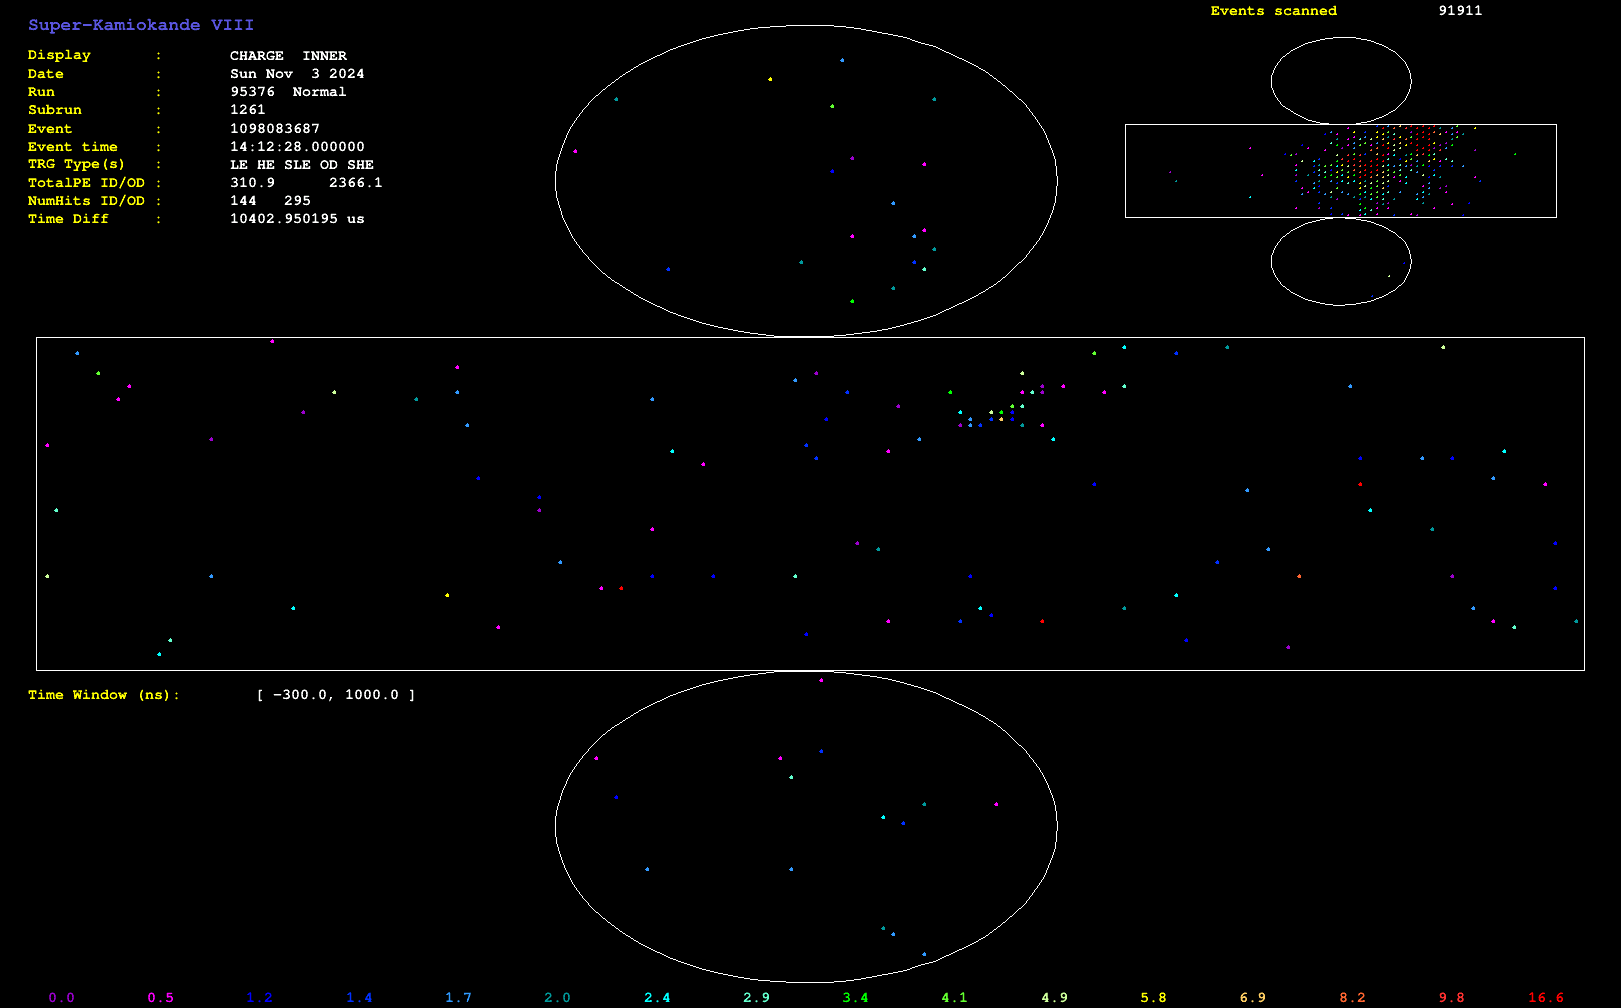 Super-Kamiokande VIII
Events scanned 91911
Display : CHARGE INNER
Date : Sun Nov 3 2024
Run : 95376 Normal
Subrun : 1261
Event : 1098083687
Event time : 14:12:28.000000
TRG Type(s) : LE HE SLE OD SHE
TotalPE ID/OD : 310.9 2366.1
NumHits ID/OD : 144 295
Time Diff : 10402.950195 us
Time Window (ns): [ -300.0, 1000.0 ]
0.0 0.5 1.2 1.4 1.7 2.0 2.4 2.9 3.4 4.1 4.9 5.8 6.9 8.2 9.8 16.6